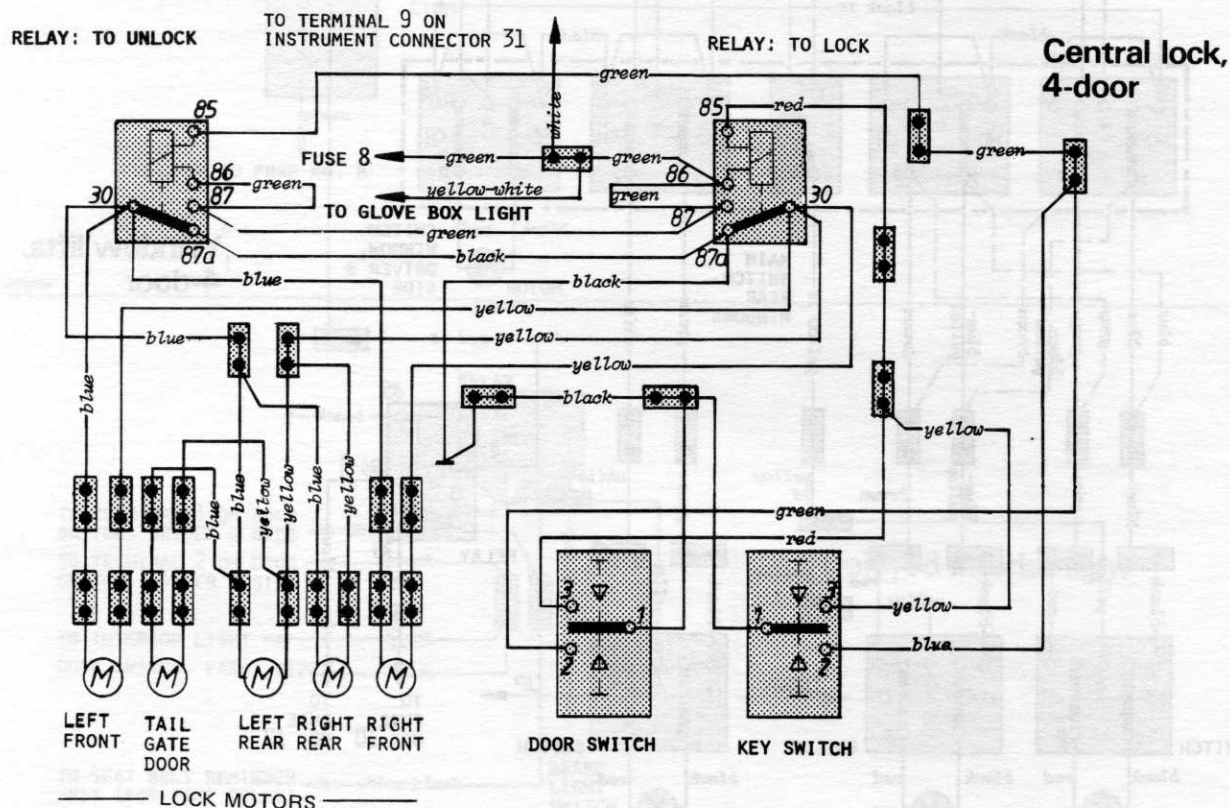 TO TERMINAL 9 ON
INSTRUMENT CONNECTOR 31
RELAY: TO UNLOCK
RELAY: TO LOCK
Central lock,
4-door
green
85
85
red
white
FUSE 8
green
green
green
86
green
86
87
yellow-white
green
87
30
30
TO GLOVE BOX LIGHT
green
87a
black
87a
blue
black
yellow
blue
yellow
yellow
blue
black
yellow
blue
yellow
blue
yellow
blue
yellow
green
red
3
1
2
3
1
2
yellow
blue
M
M
M
M
M
LEFT FRONT
TAIL GATE DOOR
LEFT REAR
RIGHT REAR
RIGHT FRONT
DOOR SWITCH
KEY SWITCH
LOCK MOTORS